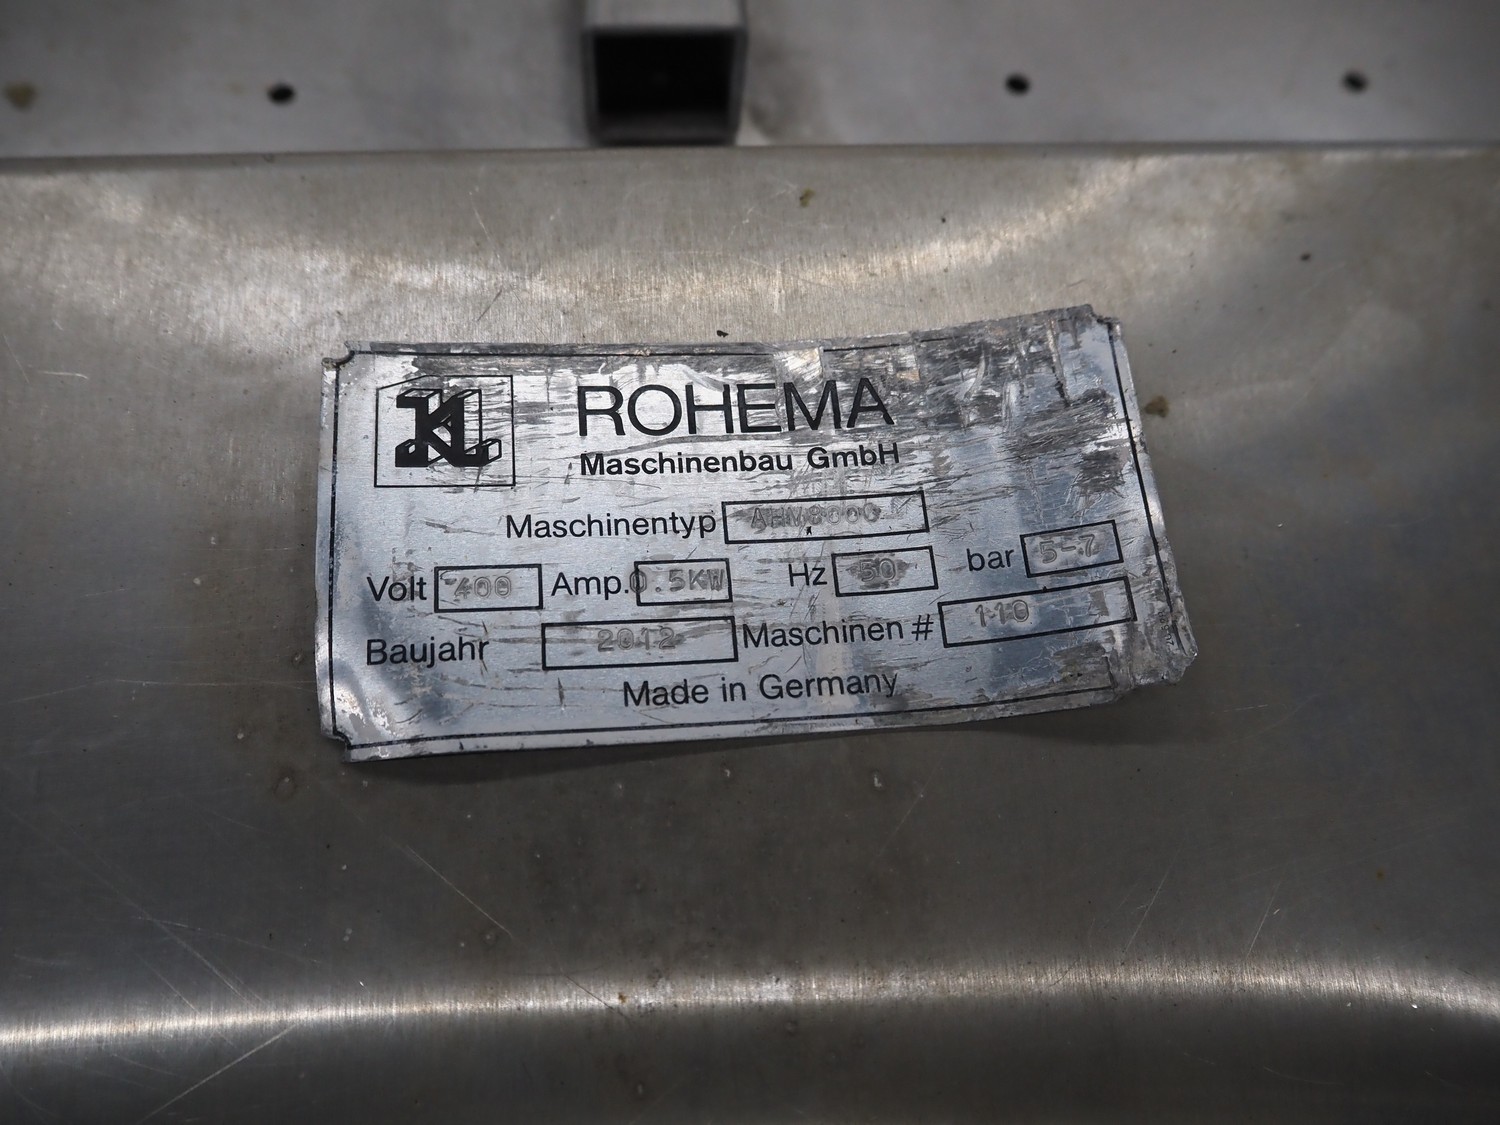 ROHEMA
Maschinenbau GmbH
Maschinentyp
Volt 400 Amp. 0.5KW Hz 50 bar 5-7
Baujahr 2012 Maschinen # 110
Made in Germany